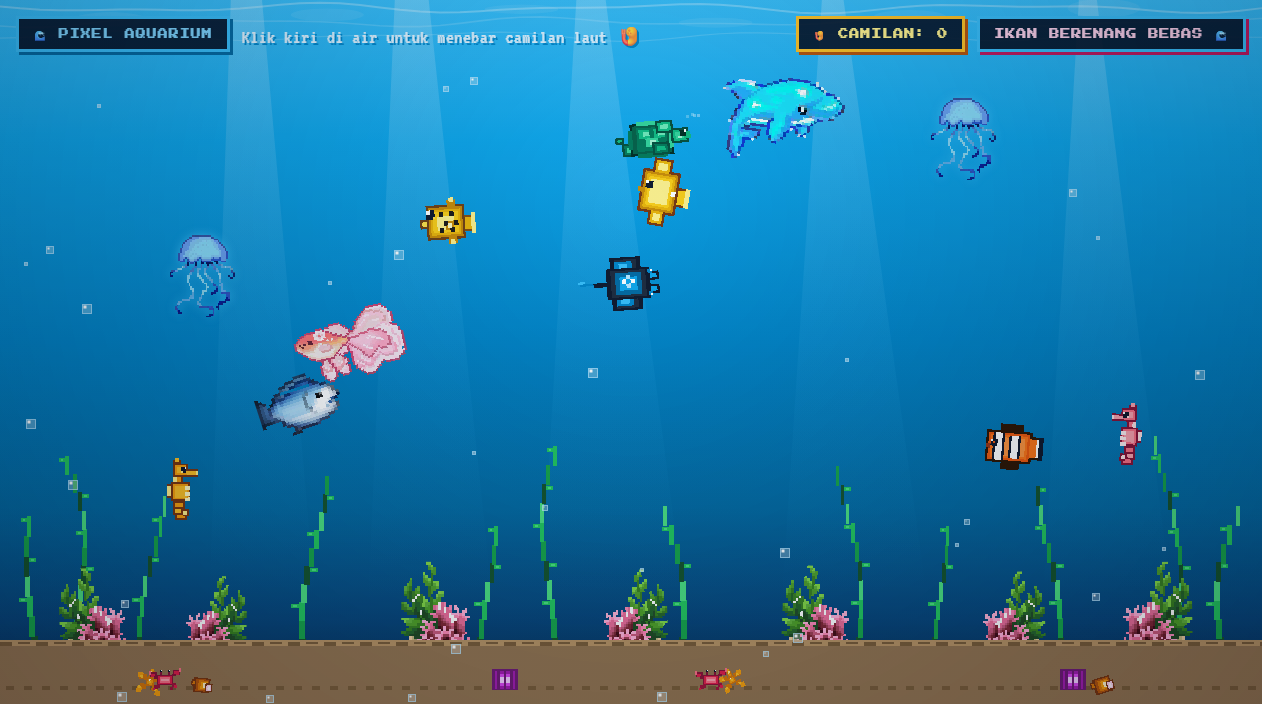 PIXEL AQUARIUM
Klik kiri di air untuk menebar camilan laut
CAMILAN: 0
IKAN BERENANG BEBAS